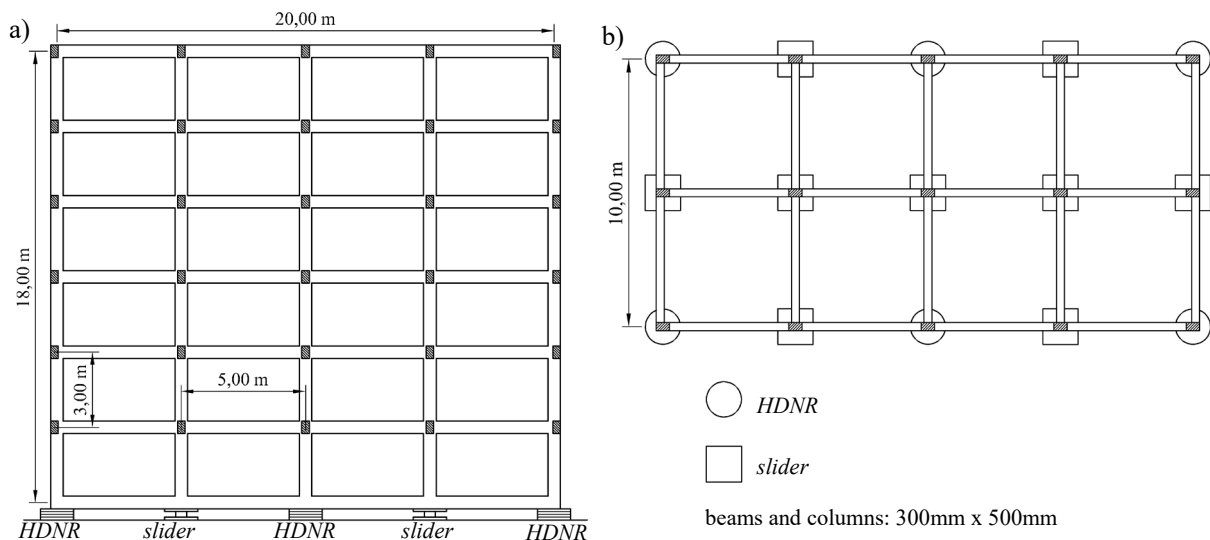 a)
20,00 m
18,00 m
5,00 m
3,00 m
HDNR
slider
HDNR
slider
HDNR
b)
10,00 m
HDNR
slider
beams and columns: 300mm x 500mm